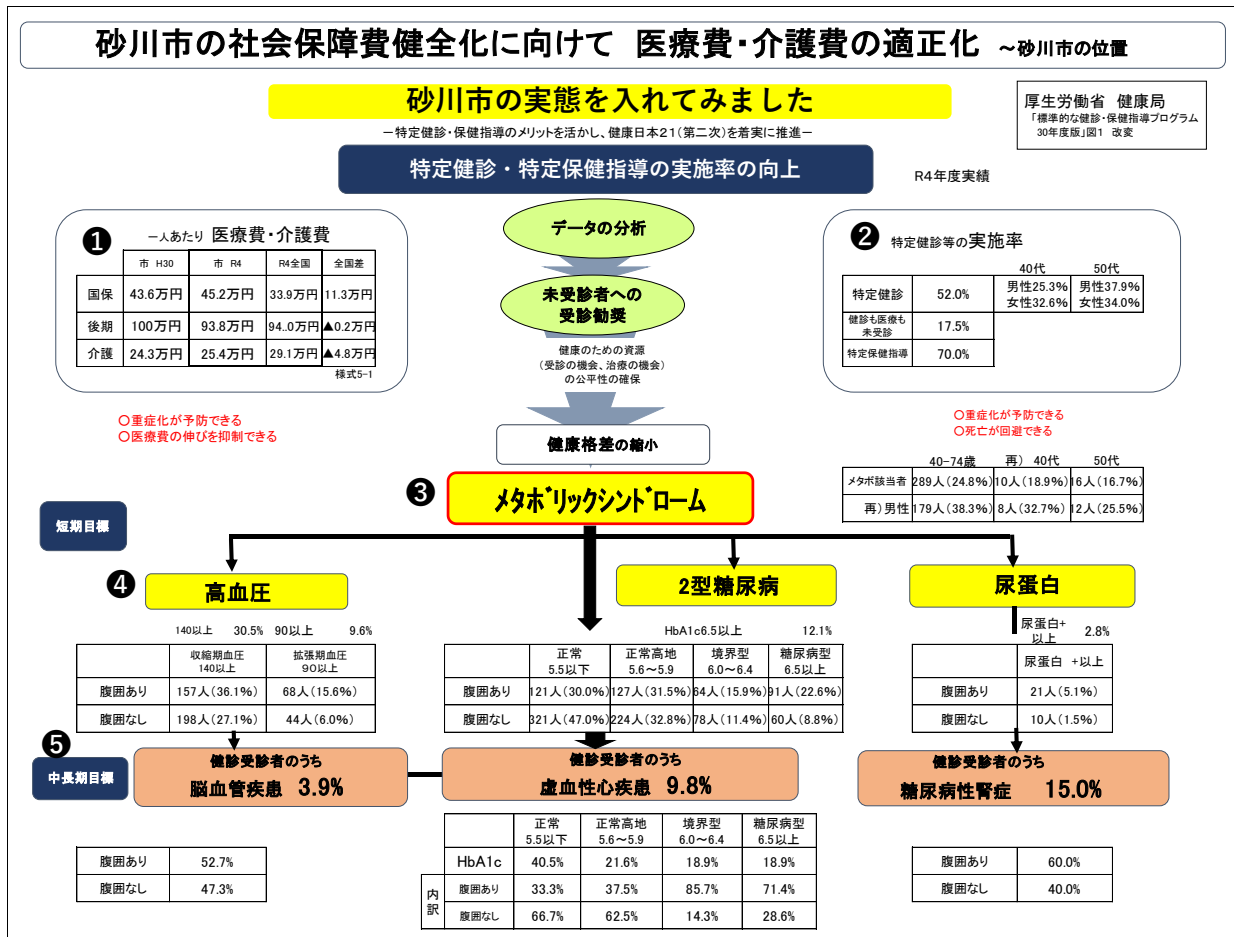 砂川市の社会保障費健全化に向けて 医療費・介護費の適正化 ～砂川市の位置
砂川市の実態を入れてみました
－特定健診・保健指導のメリットを活かし、健康日本21(第二次)を着実に推進－
特定健診・特定保健指導の実施率の向上
厚生労働省 健康局
「標準的な健診・保健指導プログラム
30年度版」図1 改変
R4年度実績
❶ 一人あたり 医療費・介護費
市 H30 市 R4 R4全国 全国差
国保 43.6万円 45.2万円 33.9万円 11.3万円
後期 100万円 93.8万円 94.0万円 ▲0.2万円
介護 24.3万円 25.4万円 29.1万円 ▲4.8万円
様式5-1
○重症化が予防できる
○医療費の伸びを抑制できる
データの分析
未受診者への
受診勧奨
健康のための資源
(受診の機会、治療の機会)
の公平性の確保
健康格差の縮小
❷ 特定健診等の実施率
40代 50代
特定健診 52.0% 男性25.3% 男性37.9%
女性32.6% 女性34.0%
健診も医療も
未受診 17.5%
特定保健指導 70.0%
○重症化が予防できる
○死亡が回避できる
40-74歳 再) 40代 50代
メタボ該当者 289人(24.8%) 10人(18.9%) 16人(16.7%)
再)男性 179人(38.3%) 8人(32.7%) 12人(25.5%)
❸ メタボリックシンドローム
短期目標
❹ 高血圧
140以上 30.5% 90以上 9.6%
収縮期血圧
140以上
拡張期血圧
90以上
腹囲あり 157人(36.1%) 68人(15.6%)
腹囲なし 198人(27.1%) 44人(6.0%)
2型糖尿病
HbA1c6.5以上 12.1%
正常 正常高地 境界型 糖尿病型
5.5以下 5.6～5.9 6.0～6.4 6.5以上
腹囲あり 121人(30.0%) 127人(31.5%) 64人(15.9%) 91人(22.6%)
腹囲なし 321人(47.0%) 224人(32.8%) 78人(11.4%) 60人(8.8%)
尿蛋白
尿蛋白+
以上 2.8%
尿蛋白 +以上
腹囲あり 21人(5.1%)
腹囲なし 10人(1.5%)
❺
中長期目標
健診受診者のうち
脳血管疾患 3.9%
健診受診者のうち
虚血性心疾患 9.8%
健診受診者のうち
糖尿病性腎症 15.0%
腹囲あり 52.7%
腹囲なし 47.3%
正常 正常高地 境界型 糖尿病型
5.5以下 5.6～5.9 6.0～6.4 6.5以上
HbA1c 40.5% 21.6% 18.9% 18.9%
内訳
腹囲あり 33.3% 37.5% 85.7% 71.4%
腹囲なし 66.7% 62.5% 14.3% 28.6%
腹囲あり 60.0%
腹囲なし 40.0%